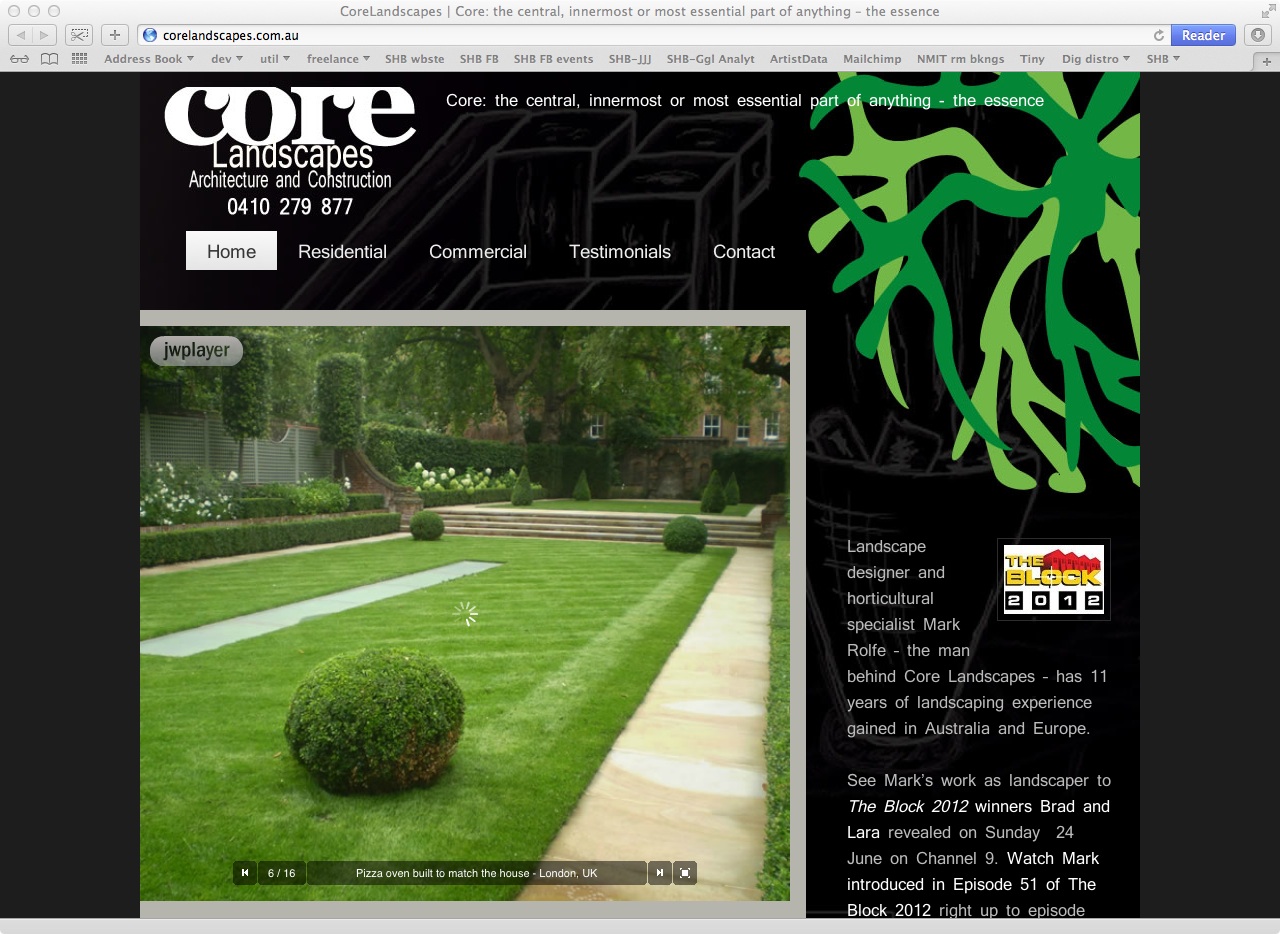 CoreLandscapes | Core: the central, innermost or most essential part of anything – the essence
corelandscapes.com.au
Reader
Address Book dev util freelance SHB wbste SHB FB SHB FB events SHB-JJJ SHB-Ggl Analyt ArtistData Mailchimp NMIT rm bkngs Tiny Dig distro SHB
core
Landscapes
Architecture and Construction
0410 279 877
Core: the central, innermost or most essential part of anything - the essence
Home Residential Commercial Testimonials Contact
jwplayer
6 / 16
Pizza oven built to match the house - London, UK
Landscape
designer and
horticultural
specialist Mark
Rolfe - the man
behind Core Landscapes - has 11
years of landscaping experience
gained in Australia and Europe.
THE
BLOCK
2012
See Mark's work as landscaper to
The Block 2012 winners Brad and
Lara revealed on Sunday 24
June on Channel 9. Watch Mark
introduced in Episode 51 of The
Block 2012 right up to episode